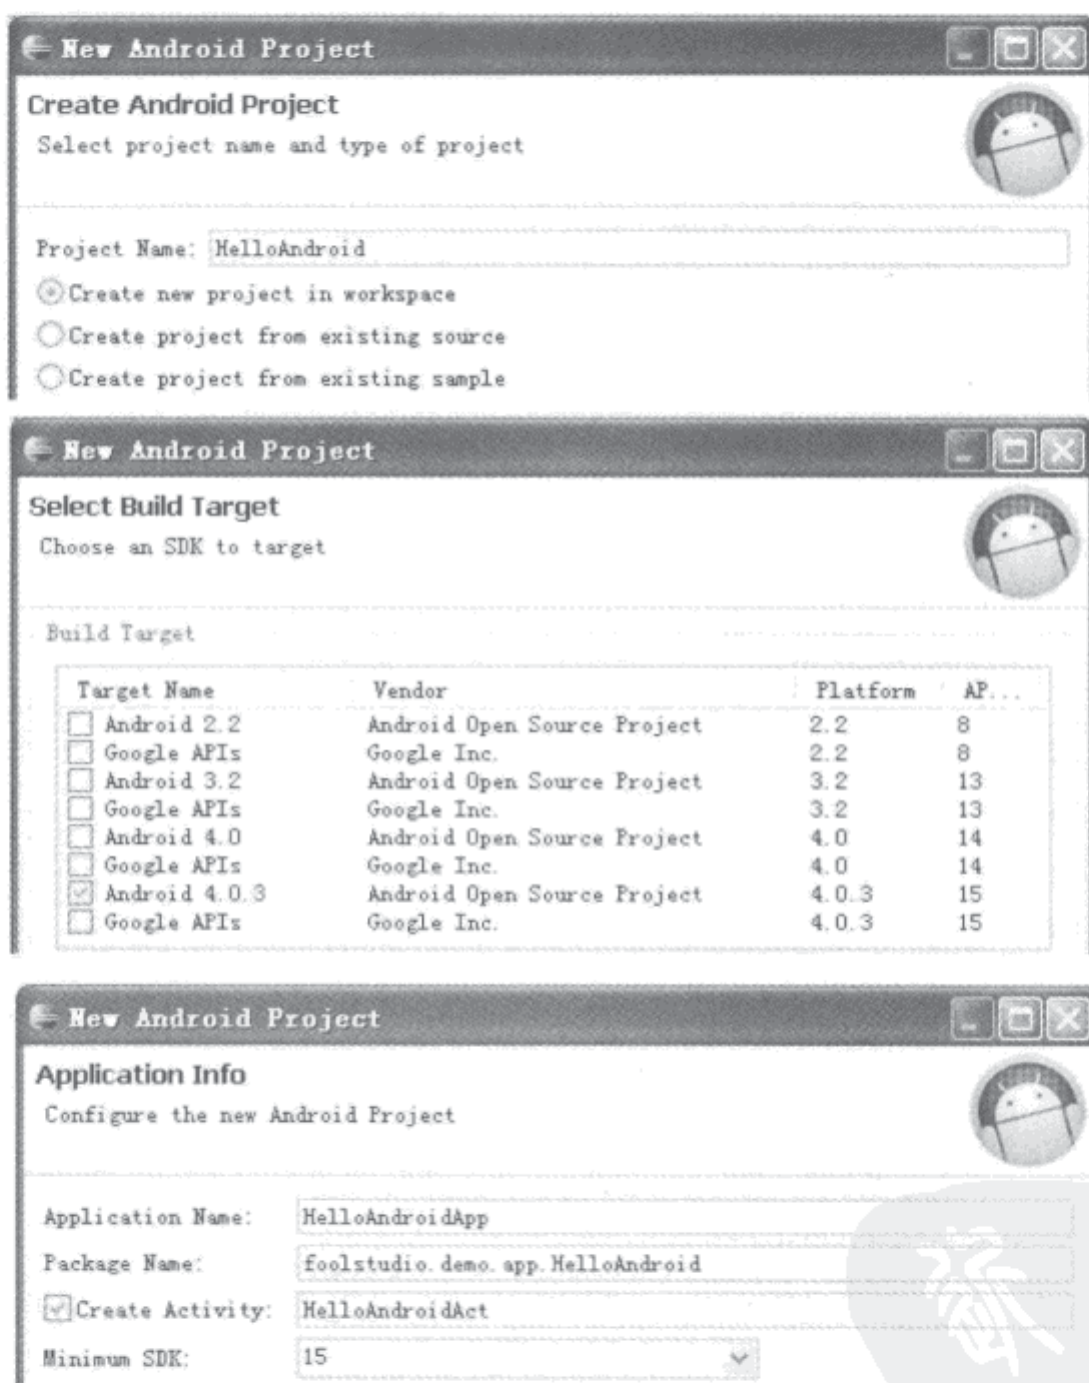 New Android Project
Create Android Project
Select project name and type of project
Project Name: HelloAndroid
Create new project in workspace
Create project from existing source
Create project from existing sample
New Android Project
Select Build Target
Choose an SDK to target
Build Target
Target Name Vendor Platform AP...
Android 2.2 Android Open Source Project 2.2 8
Google APIs Google Inc. 2.2 8
Android 3.2 Android Open Source Project 3.2 13
Google APIs Google Inc. 3.2 13
Android 4.0 Android Open Source Project 4.0 14
Google APIs Google Inc. 4.0 14
Android 4.0.3 Android Open Source Project 4.0.3 15
Google APIs Google Inc. 4.0.3 15
New Android Project
Application Info
Configure the new Android Project
Application Name: HelloAndroidApp
Package Name: foolstudio.demo.app.HelloAndroid
Create Activity: HelloAndroidAct
Minimum SDK: 15